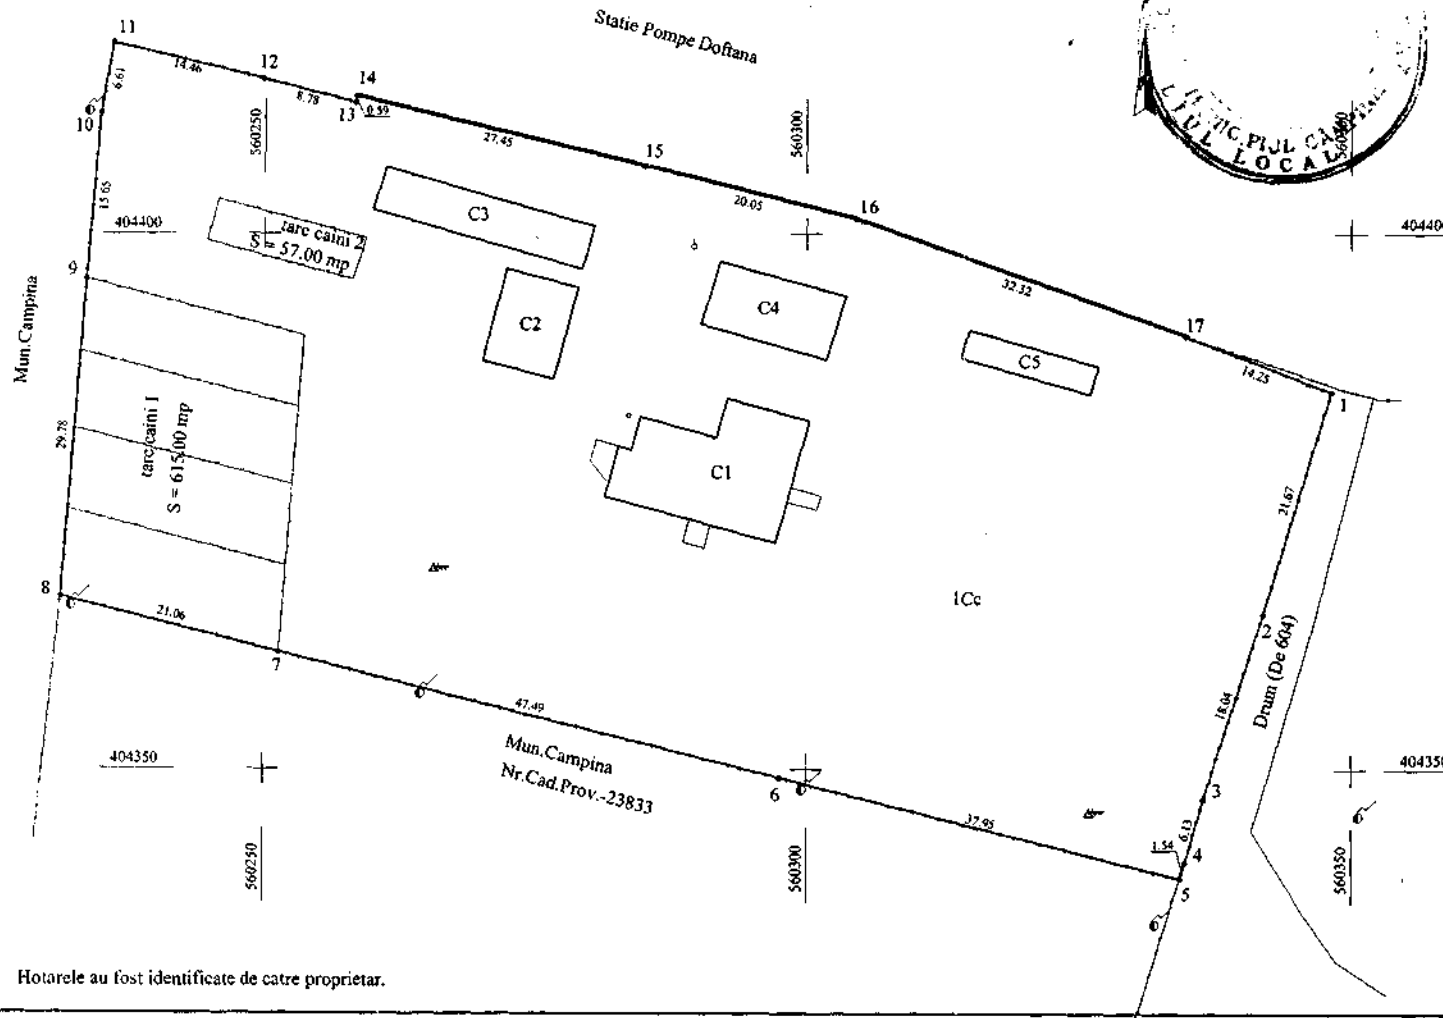 Statie Pompe Doftana
11
14.46
12
14
8.78
13
0.59
6.61
10
27.45
15
20.05
16
560250
560300
LOCAL
15.65
404400
tarc caini 2
S = 57.00 mp
C3
404400
9
32.32
17
C2
C4
C5
14.25
1
Mun.Campina
29.78
tarc caini 1
S = 615.00 mp
C1
21.67
8
21.06
1Cc
2
7
Drum (De 604)
47.49
18.04
Mun.Campina
Nr.Cad.Prov.-23833
404350
404350
6
3
37.95
6.13
1.54
4
5
560250
560300
560350
Hotarele au fost identificate de catre proprietar.